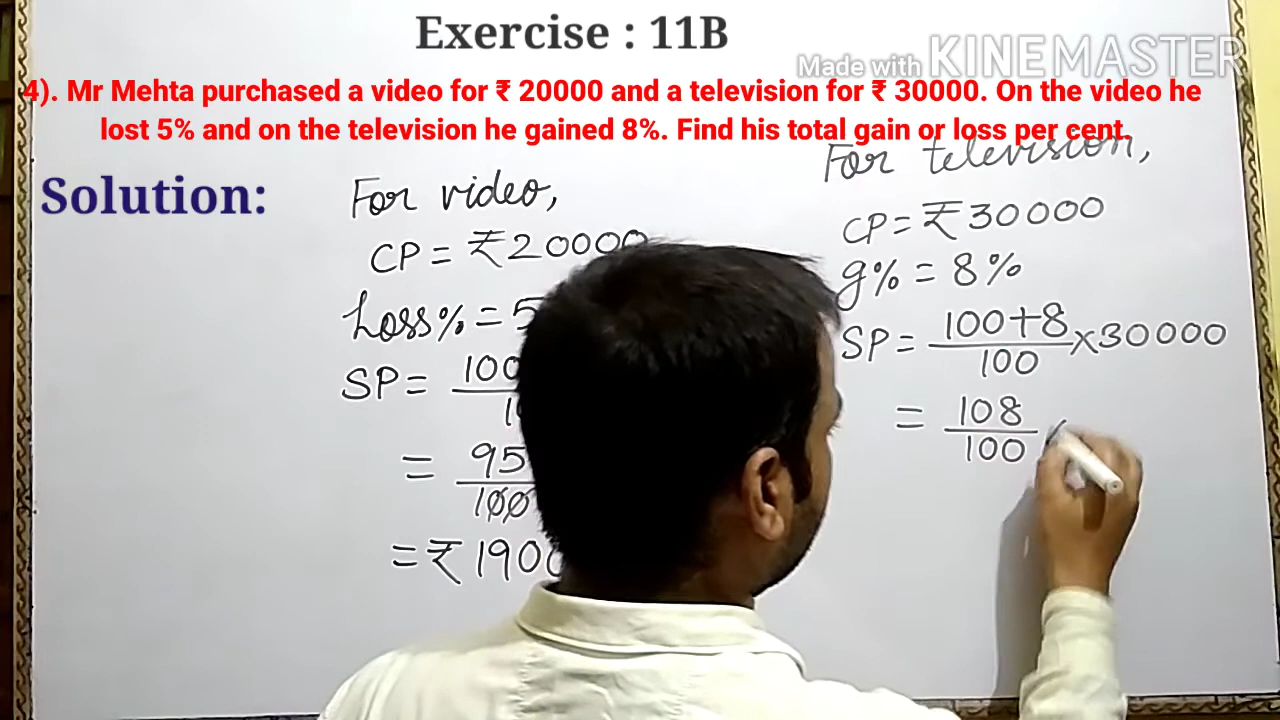 Exercise : 11B
Made with KINEMASTER
4). Mr Mehta purchased a video for ₹ 20000 and a television for ₹ 30000. On the video he
lost 5% and on the television he gained 8%. Find his total gain or loss per cent.
Solution:
For video,
CP = ₹20000
Loss% = 5
SP = 100
= 95
100
= ₹ 1900
For television,
CP = ₹30000
g% = 8%
SP = 100+8
100
×30000
= 108
100